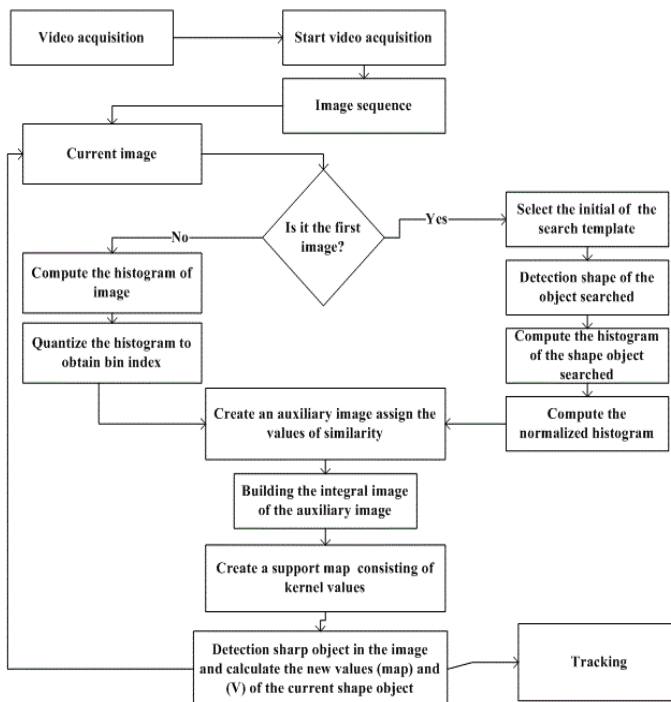 Video acquisition
Start video acquisition
Image sequence
Current image
Is it the first
image?
Yes
No
Select the initial of the
search template
Detection shape of the
object searched
Compute the histogram
of the shape object
searched
Compute the
normalized histogram
Compute the histogram of
image
Quantize the histogram to
obtain bin index
Create an auxiliary image assign the
values of similarity
Building the integral image
of the auxiliary image
Create a support map consisting of
kernel values
Detection sharp object in the image
and calculate the new values (map) and
(V) of the current shape object
Tracking